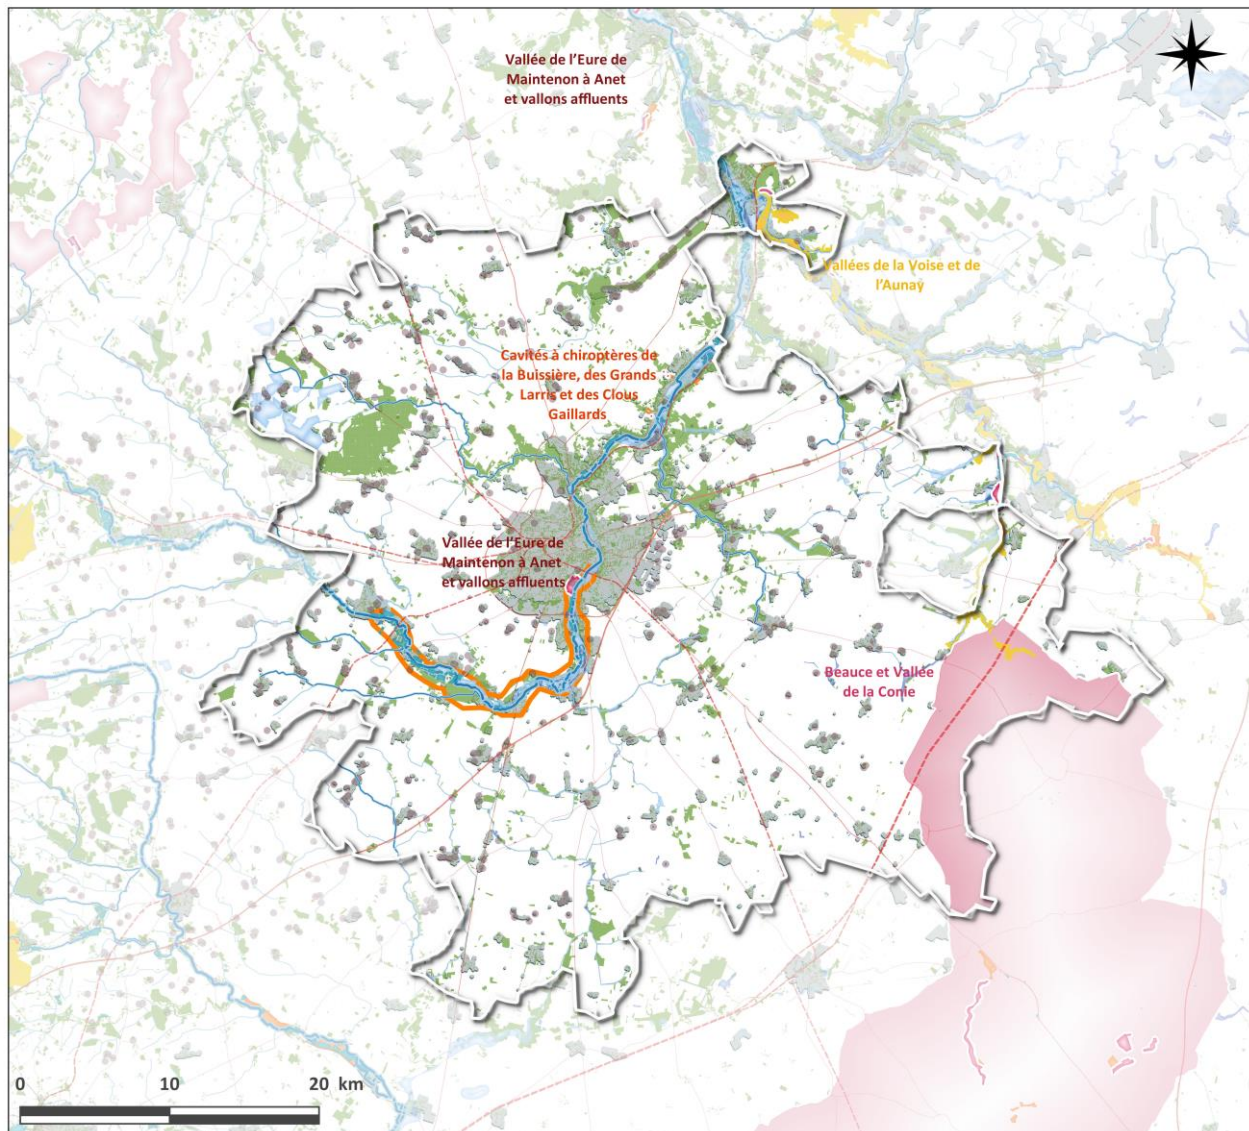 Vallée de l'Eure de
Maintenon à Anet
et vallons affluents
Vallées de la Voise et de
l'Aunay
Cavités à chiroptères de
la Buissière, des Grands
Larris et des Clous
Gaillards
Vallée de l'Eure de
Maintenon à Anet
et vallons affluents
Beauce et Vallée
de la Conie
0 10 20 km